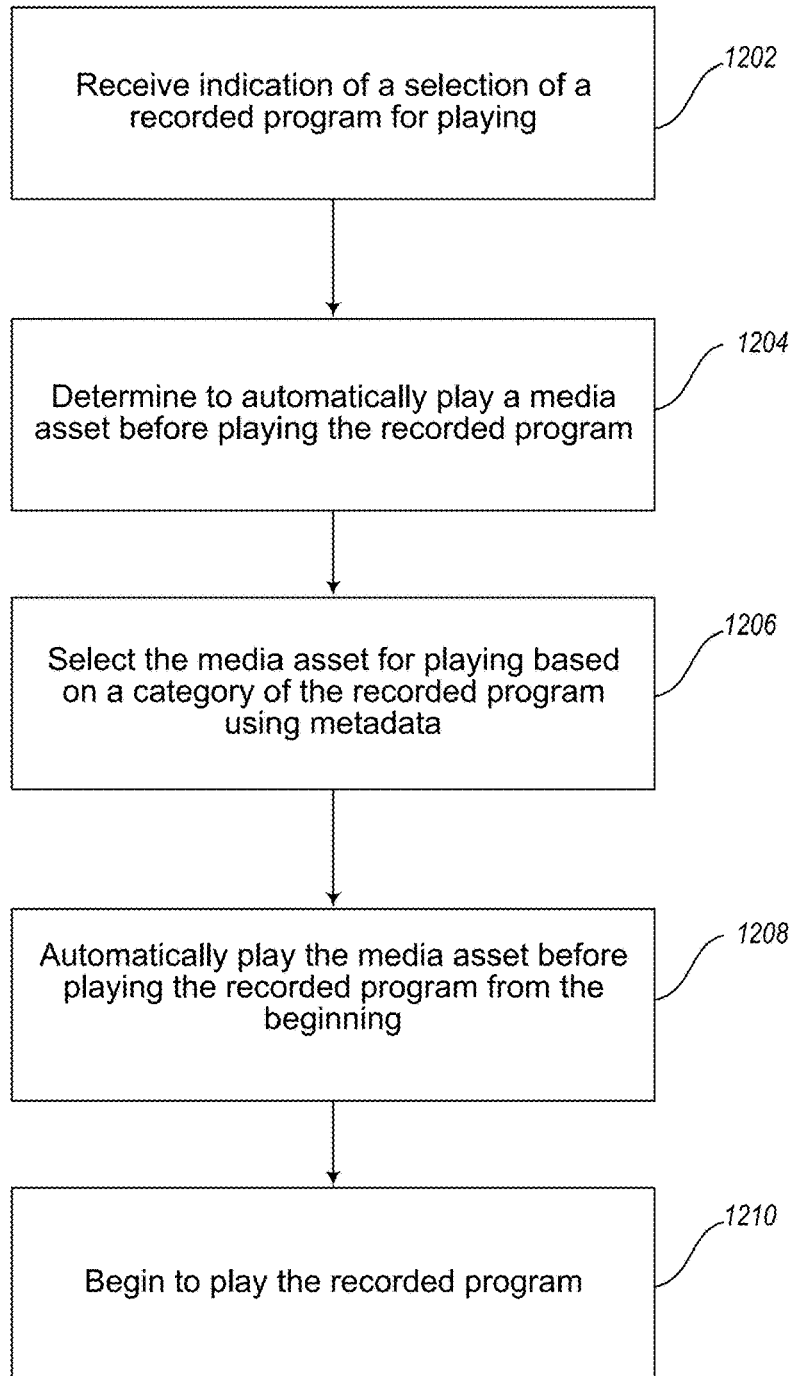 Receive indication of a selection of a
recorded program for playing
1202
Determine to automatically play a media
asset before playing the recorded program
1204
Select the media asset for playing based
on a category of the recorded program
using metadata
1206
Automatically play the media asset before
playing the recorded program from the
beginning
1208
Begin to play the recorded program
1210